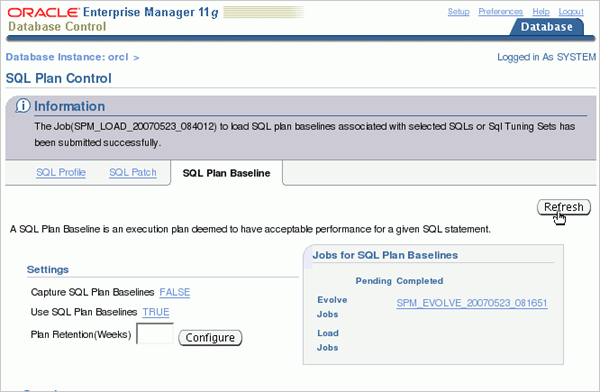 ORACLE Enterprise Manager 11g
Database Control
Setup Preferences Help Logout
Database
Database Instance: orcl >
Logged in As SYSTEM
SQL Plan Control
Information
The Job(SPM_LOAD_20070523_084012) to load SQL plan baselines associated with selected SQLs or Sql Tuning Sets has
been submitted successfully.
SQL Profile SQL Patch SQL Plan Baseline
Refresh
A SQL Plan Baseline is an execution plan deemed to have acceptable performance for a given SQL statement.
Settings
Capture SQL Plan Baselines FALSE
Use SQL Plan Baselines TRUE
Plan Retention(Weeks) Configure
Jobs for SQL Plan Baselines
Pending Completed
Evolve SPM_EVOLVE_20070523_081651
Jobs
Load
Jobs